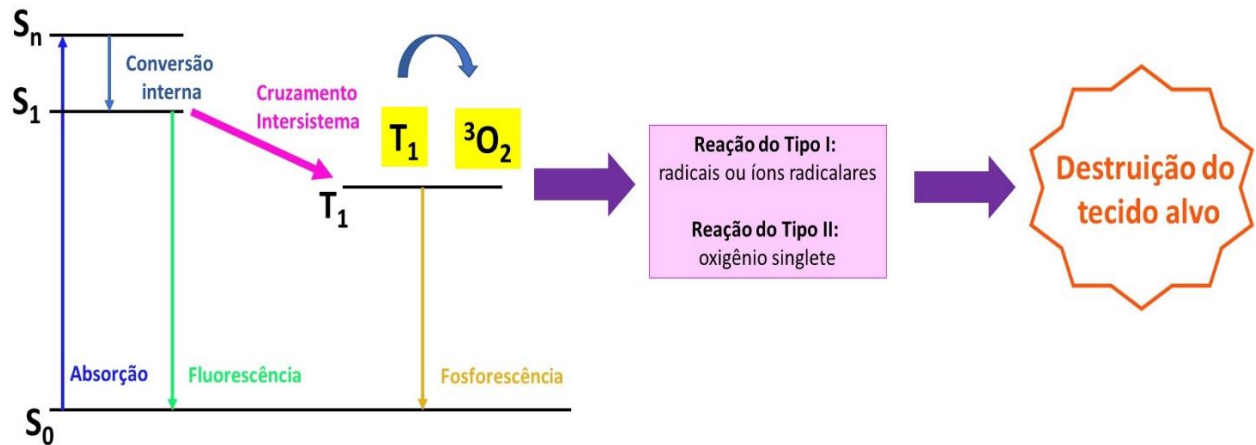 Sn
Conversão
interna
S1
Cruzamento
Intersistema
T1
³O₂
T1
Absorção
Fluorescência
Fosforescência
S0
Reação do Tipo I:
radicais ou íons radicalares
Reação do Tipo II:
oxigênio singlete
Destruição do
tecido alvo